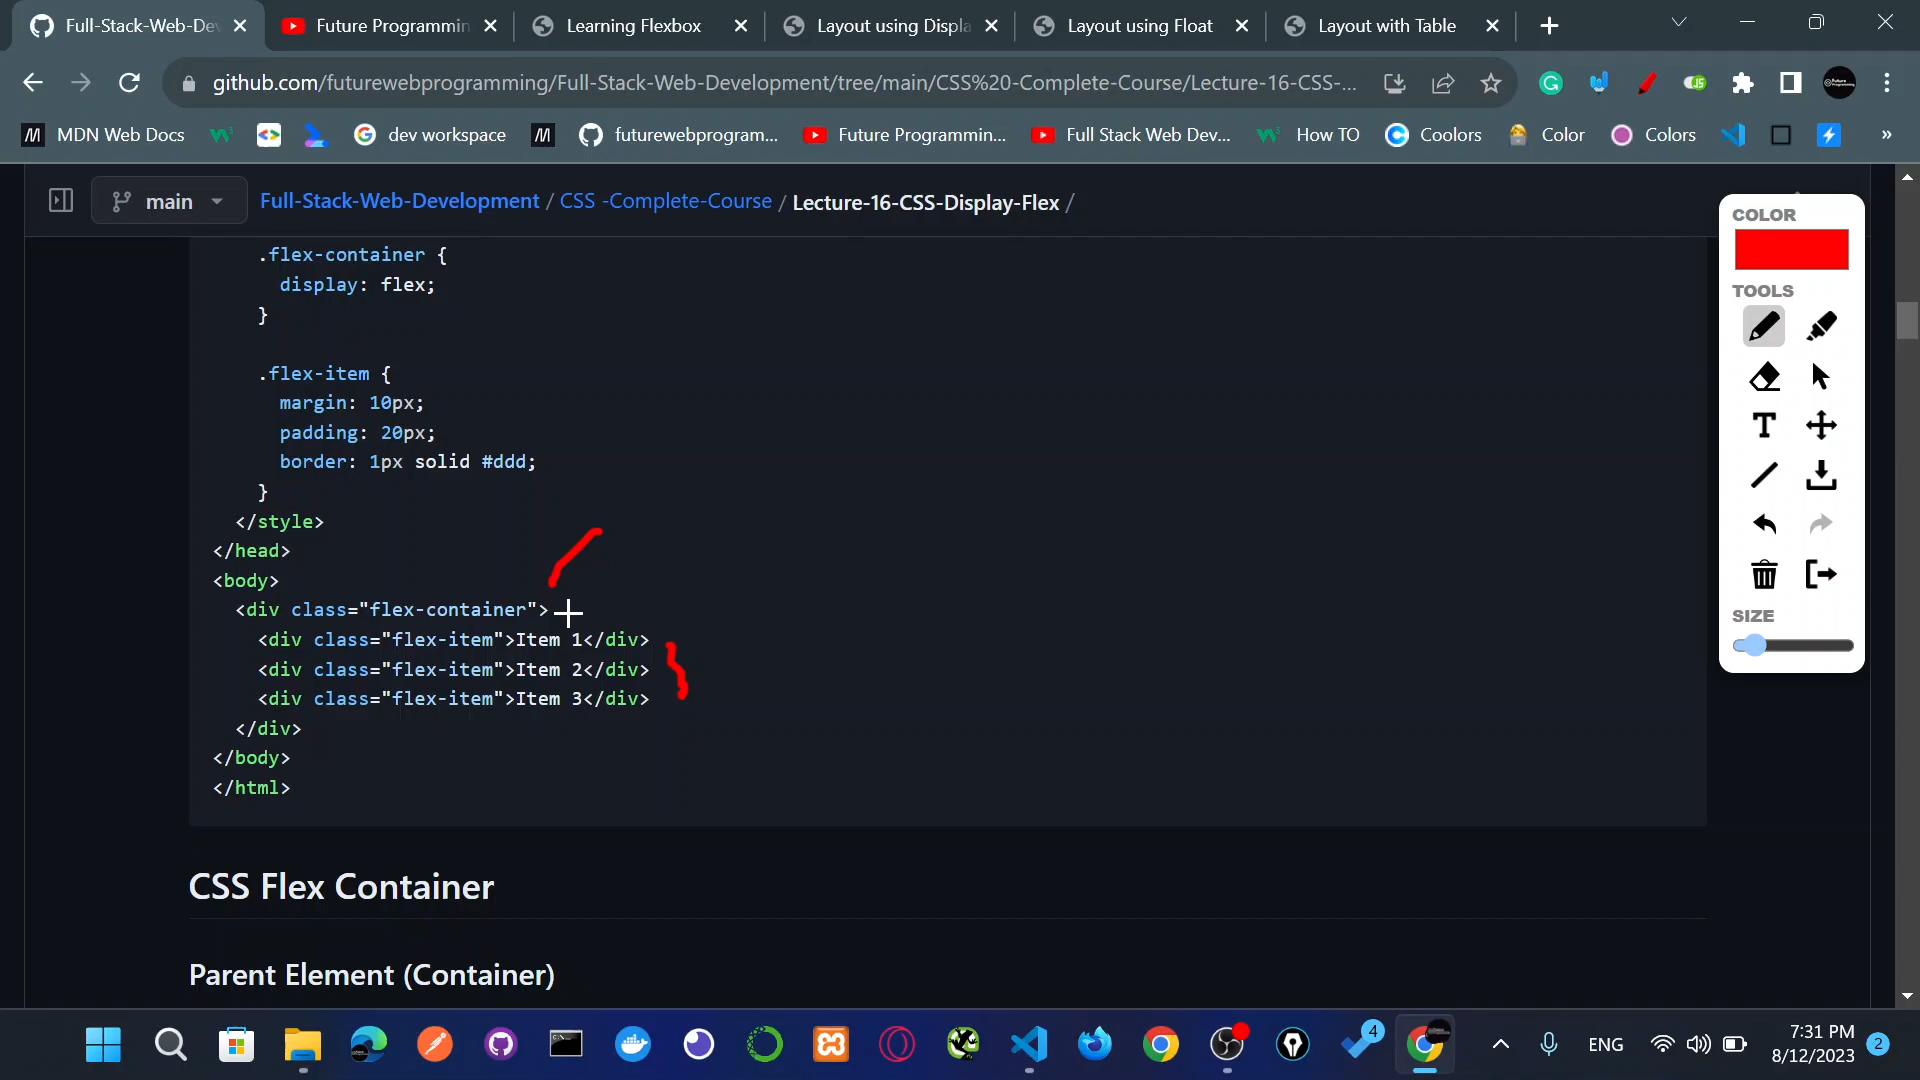 Full-Stack-Web-De
Future Programmin
Learning Flexbox
Layout using Displa
Layout using Float
Layout with Table
github.com/futurewebprogramming/Full-Stack-Web-Development/tree/main/CSS%20-Complete-Course/Lecture-16-CSS-...
MDN Web Docs
dev workspace
futurewebprogram...
Future Programmin...
Full Stack Web Dev...
How TO
Coolors
Color
Colors
»
main
Full-Stack-Web-Development / CSS -Complete-Course / Lecture-16-CSS-Display-Flex /
.flex-container {
display: flex;
}
.flex-item {
margin: 10px;
padding: 20px;
border: 1px solid #ddd;
}
</style>
</head>
<body>
<div class="flex-container">
<div class="flex-item">Item 1</div>
<div class="flex-item">Item 2</div>
<div class="flex-item">Item 3</div>
</div>
</body>
</html>
CSS Flex Container
Parent Element (Container)
COLOR
TOOLS
T
SIZE
4
ENG
7:31 PM
8/12/2023
2